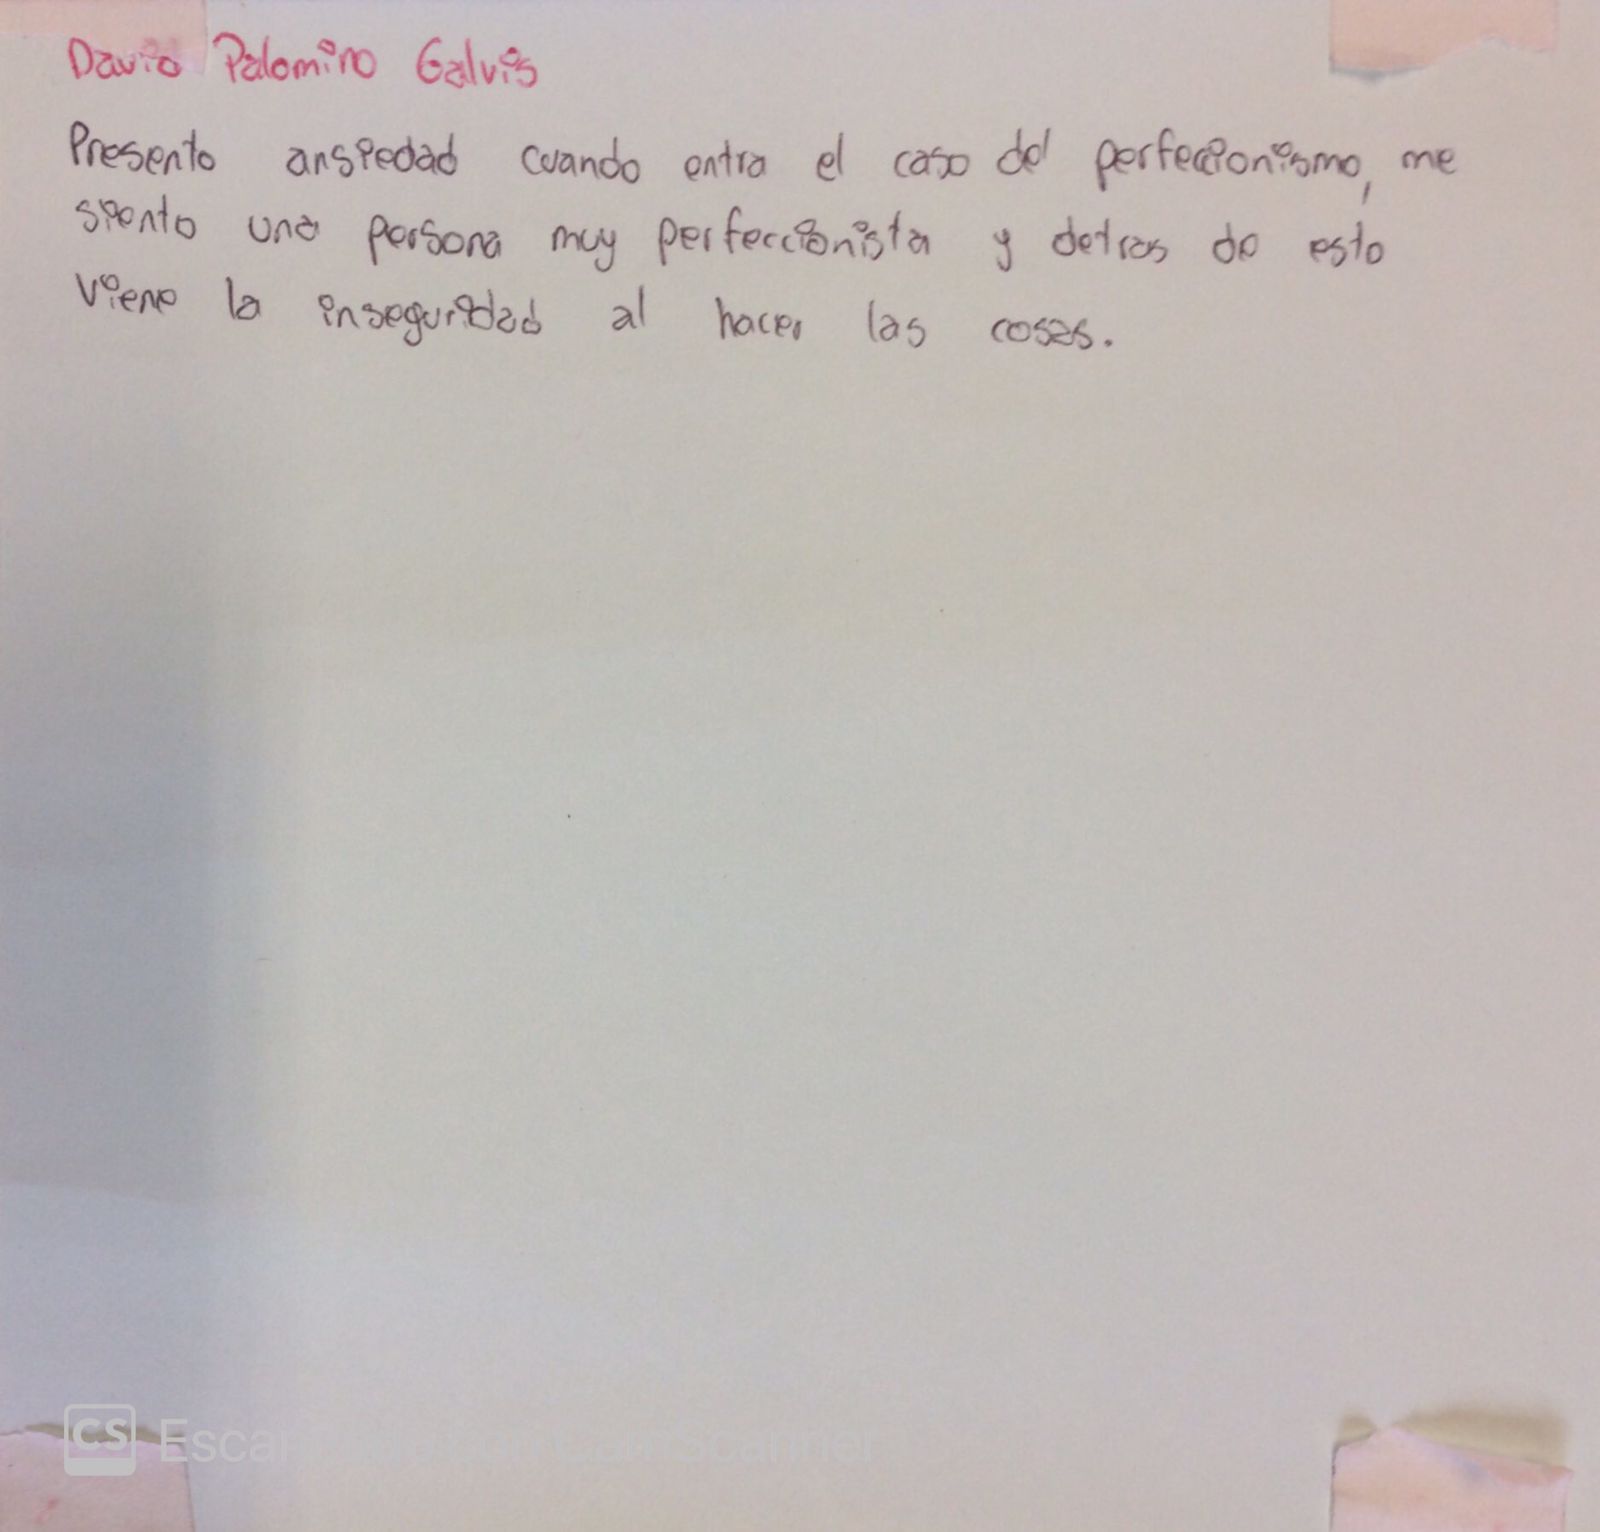 David Palomino Galvis
Presento ansiedad cuando entra el caso del perfeccionismo, me
siento una persona muy perfeccionista y detras de esto
viene la inseguridad al hacer las cosas.
CS Escaneado con CamScanner